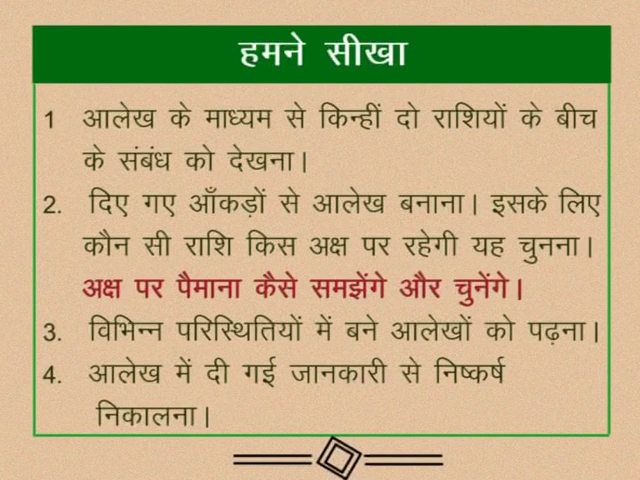 हमने सीखा
1 आलेख के माध्यम से किन्हीं दो राशियों के बीच
के संबंध को देखना।
2. दिए गए आँकड़ों से आलेख बनाना। इसके लिए
कौन सी राशि किस अक्ष पर रहेगी यह चुनना।
अक्ष पर पैमाना कैसे समझेंगे और चुनेंगे।
3. विभिन्न परिस्थितियों में बने आलेखों को पढ़ना।
4. आलेख में दी गई जानकारी से निष्कर्ष
निकालना।